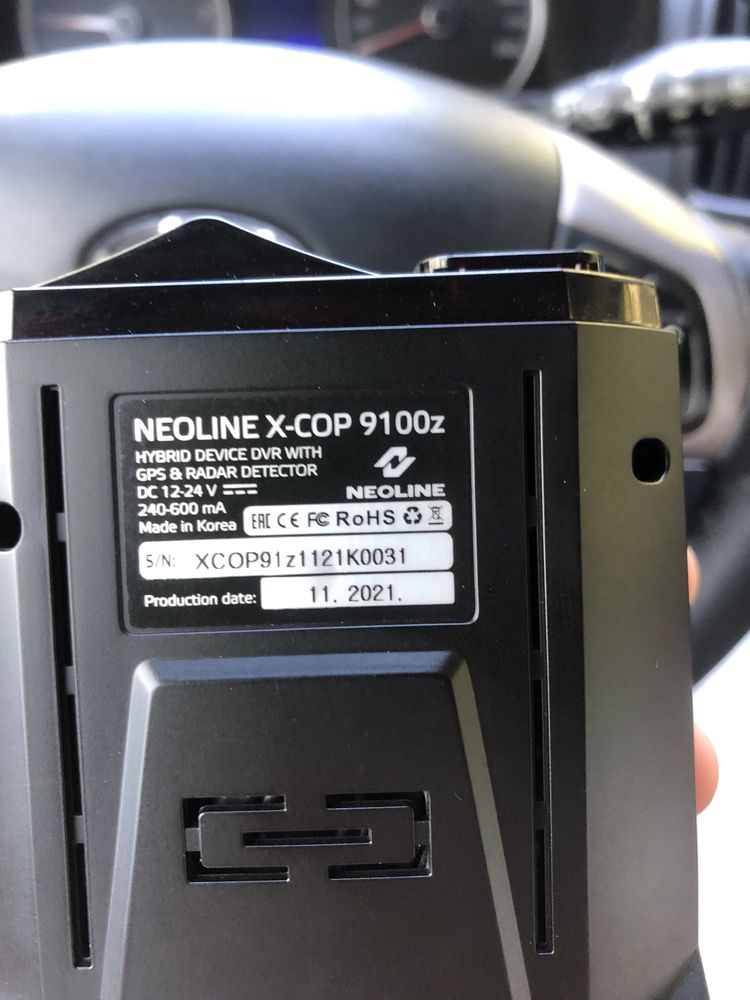 NEOLINE X-COP 9100z
HYBRID DEVICE DVR WITH
GPS & RADAR DETECTOR
DC 12-24 V
240-600 mA
Made in Korea
NEOLINE
EAC CE FC RoHS
S/N: XCOP91z1121K0031
Production date: 11. 2021.